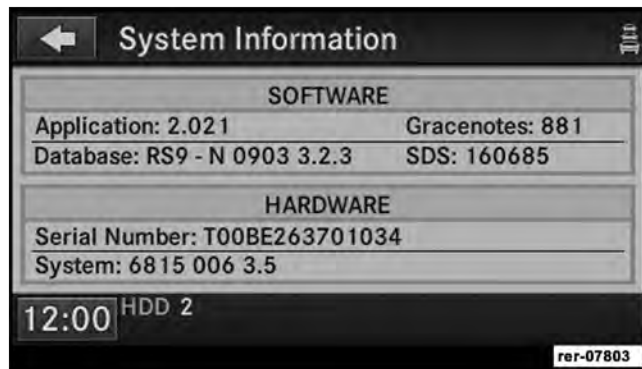 System Information
SOFTWARE
Application: 2.021 Gracenotes: 881
Database: RS9 - N 0903 3.2.3 SDS: 160685
HARDWARE
Serial Number: T00BE263701034
System: 6815 006 3.5
12:00 HDD 2
rer-07803